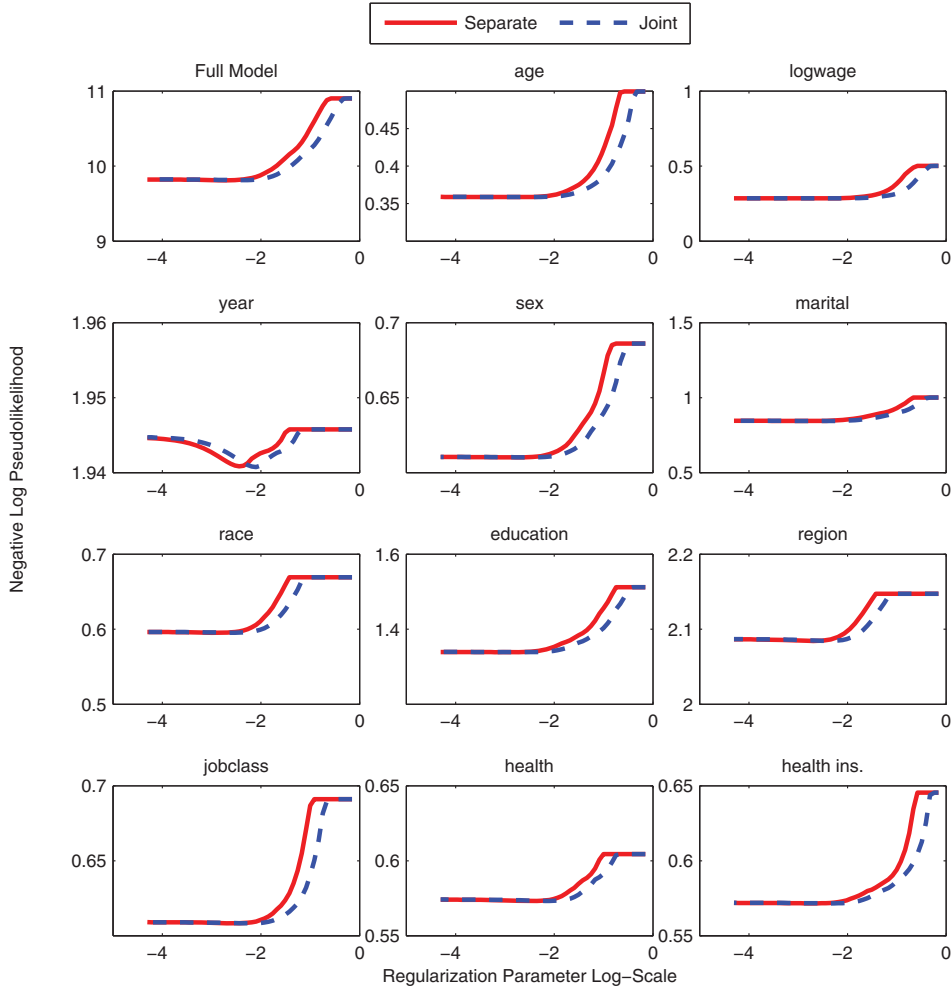 Separate Joint
Full Model age logwage
11 10 9 −4 −2 0
0.45 0.4 0.35 −4 −2 0
1 0.5 0 −4 −2 0
year sex marital
1.96 1.95 1.94 −4 −2 0
0.7 0.65 −4 −2 0
1.5 1 0.5 −4 −2 0
race education region
0.7 0.6 0.5 −4 −2 0
1.6 1.4 −4 −2 0
2.2 2.1 2 −4 −2 0
jobclass health health ins.
0.7 0.65 −4 −2 0
0.65 0.6 0.55 −4 −2 0
0.65 0.6 0.55 −4 −2 0
Negative Log Pseudolikelihood
Regularization Parameter Log−Scale